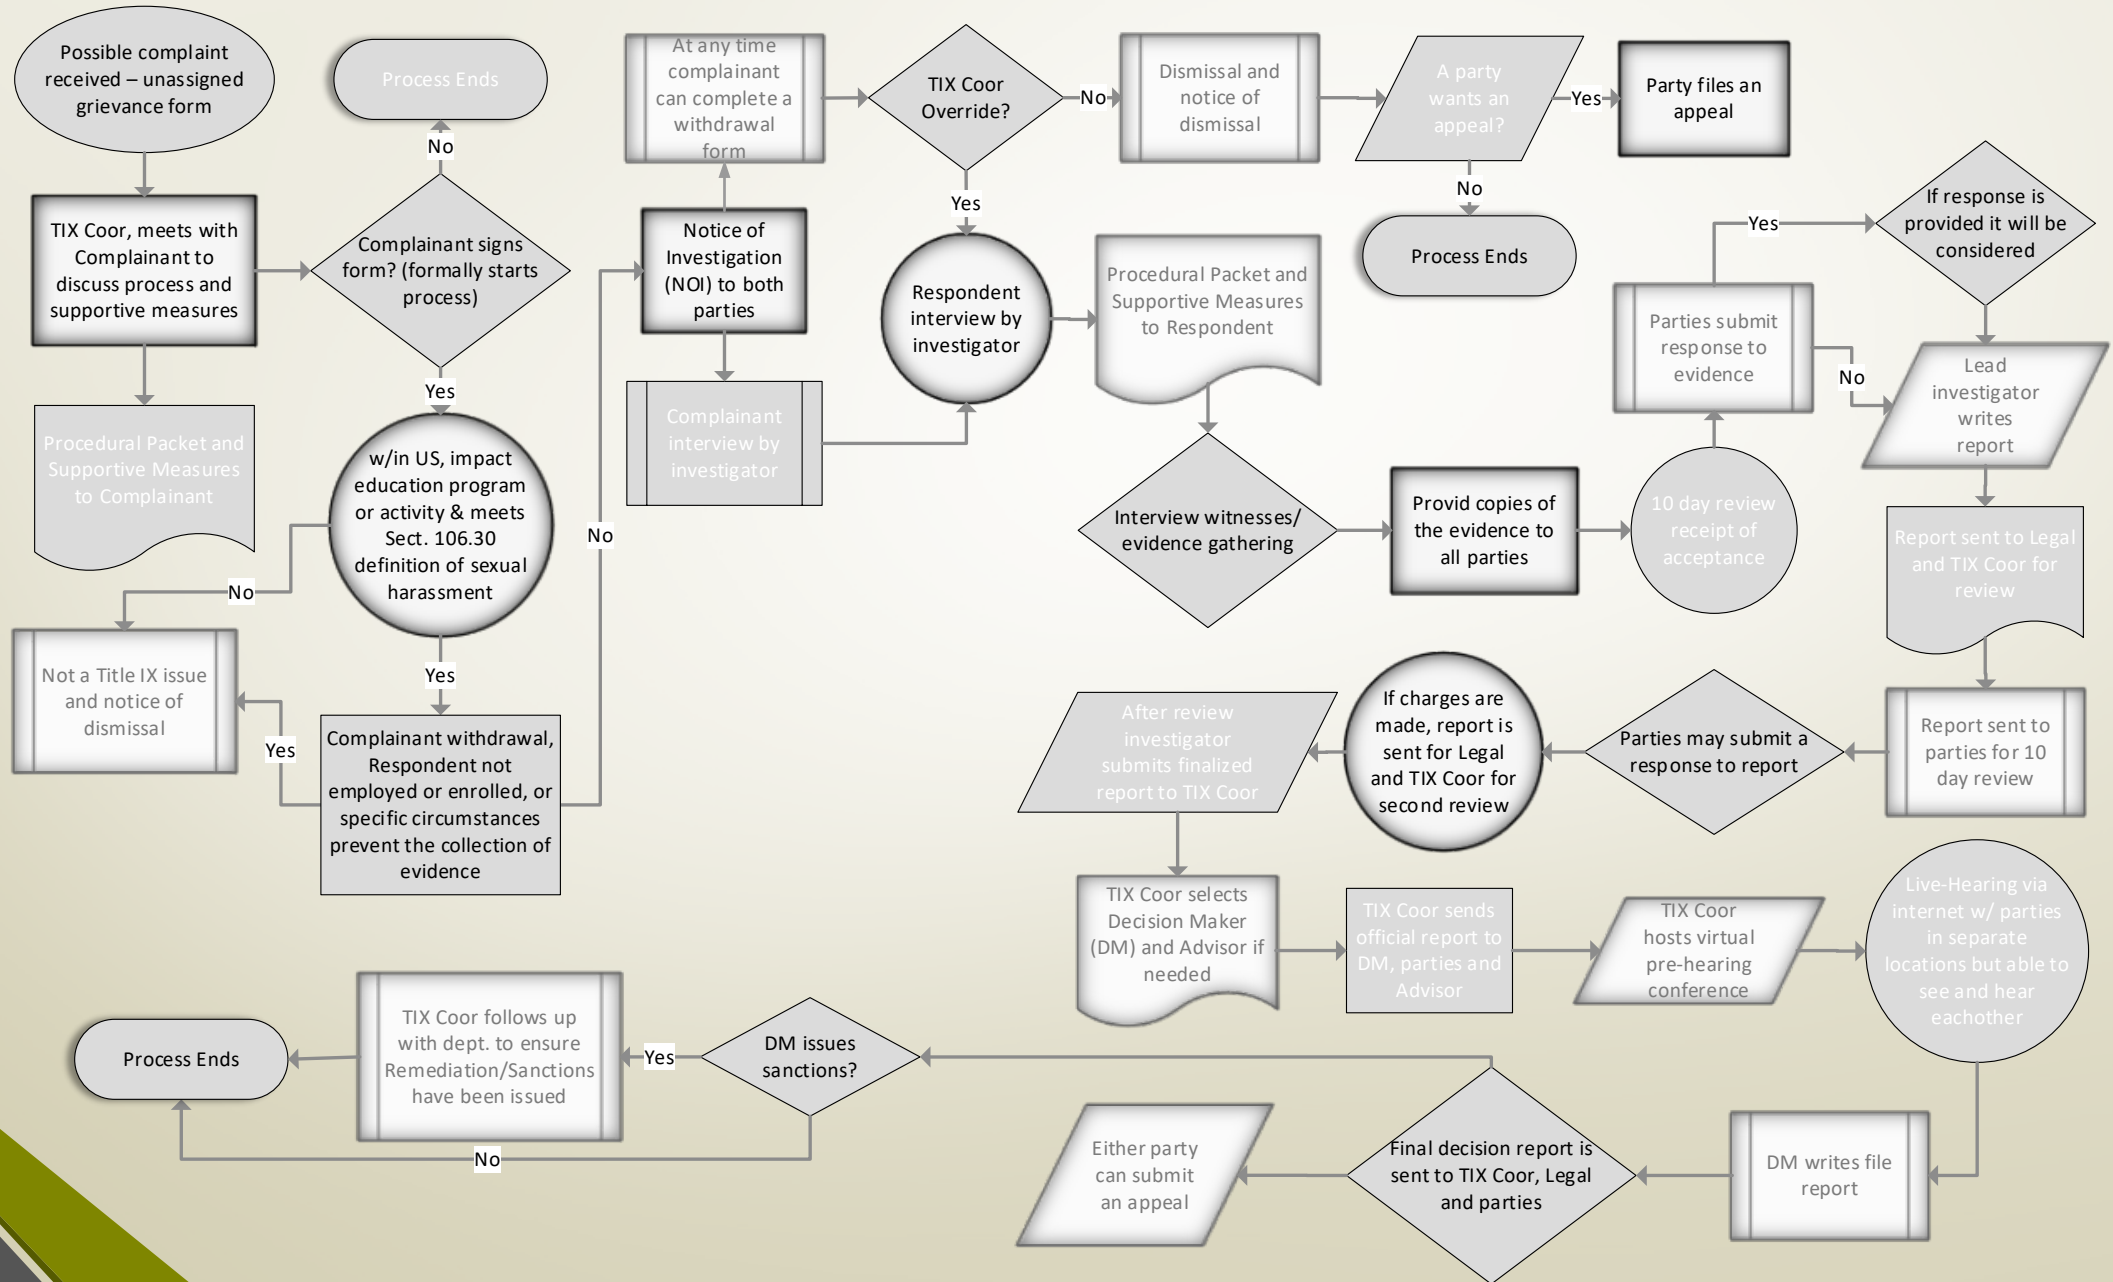 Possible complaint
received – unassigned
grievance form
Process Ends
No
TIX Coor, meets with
Complainant to
discuss process and
supportive measures
Complainant signs
form? (formally starts
process)
Yes
Procedural Packet and
Supportive Measures
to Complainant
w/in US, impact
education program
or activity & meets
Sect. 106.30
definition of sexual
harassment
No
Not a Title IX issue
and notice of
dismissal
Yes
Yes
Complainant withdrawal,
Respondent not
employed or enrolled, or
specific circumstances
prevent the collection of
evidence
No
Notice of
Investigation
(NOI) to both
parties
At any time
complainant
can complete a
withdrawal
form
Complainant
interview by
investigator
TIX Coor
Override?
No
Dismissal and
notice of
dismissal
A party
wants an
appeal?
Yes
Party files an
appeal
No
Process Ends
Yes
Respondent
interview by
investigator
Procedural Packet and
Supportive Measures
to Respondent
Interview witnesses/
evidence gathering
Provid copies of
the evidence to
all parties
10 day review
receipt of
acceptance
Parties submit
response to
evidence
Yes
If response is
provided it will be
considered
No
Lead
investigator
writes
report
Report sent to Legal
and TIX Coor for
review
Report sent to
parties for 10
day review
Parties may submit a
response to report
If charges are
made, report is
sent for Legal
and TIX Coor for
second review
After review
investigator
submits finalized
report to TIX Coor
TIX Coor selects
Decision Maker
(DM) and Advisor if
needed
TIX Coor sends
official report to
DM, parties and
Advisor
TIX Coor
hosts virtual
pre-hearing
conference
Live-Hearing via
internet w/ parties
in separate
locations but able to
see and hear
eachother
DM writes file
report
Final decision report is
sent to TIX Coor, Legal
and parties
Either party
can submit
an appeal
DM issues
sanctions?
Yes
TIX Coor follows up
with dept. to ensure
Remediation/Sanctions
have been issued
No
Process Ends